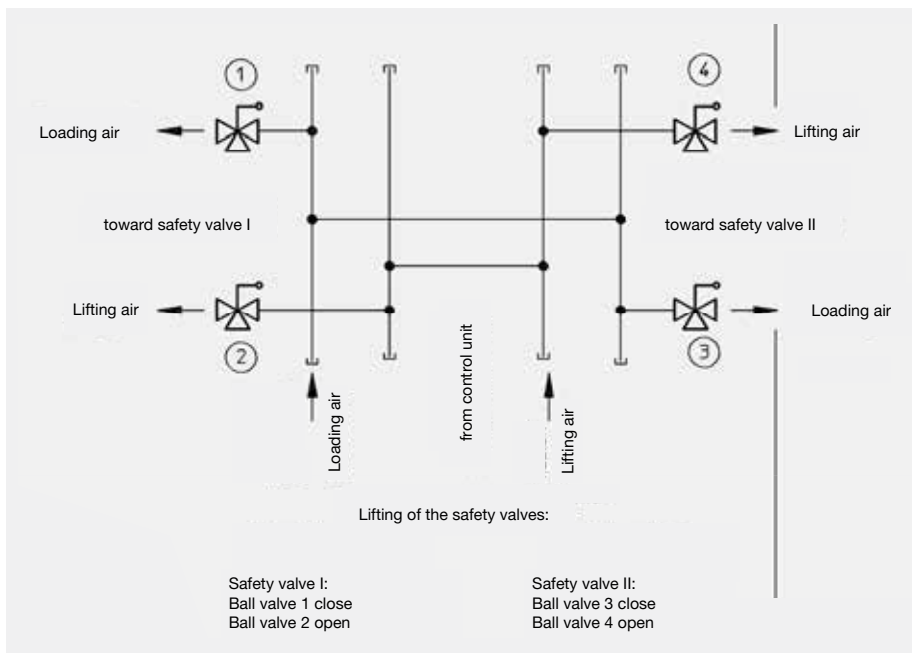 1
4
Loading air
Lifting air
toward safety valve I
toward safety valve II
Lifting air
Loading air
2
3
Loading air
from control unit
Lifting air
Lifting of the safety valves:
Safety valve I:
Ball valve 1 close
Ball valve 2 open
Safety valve II:
Ball valve 3 close
Ball valve 4 open